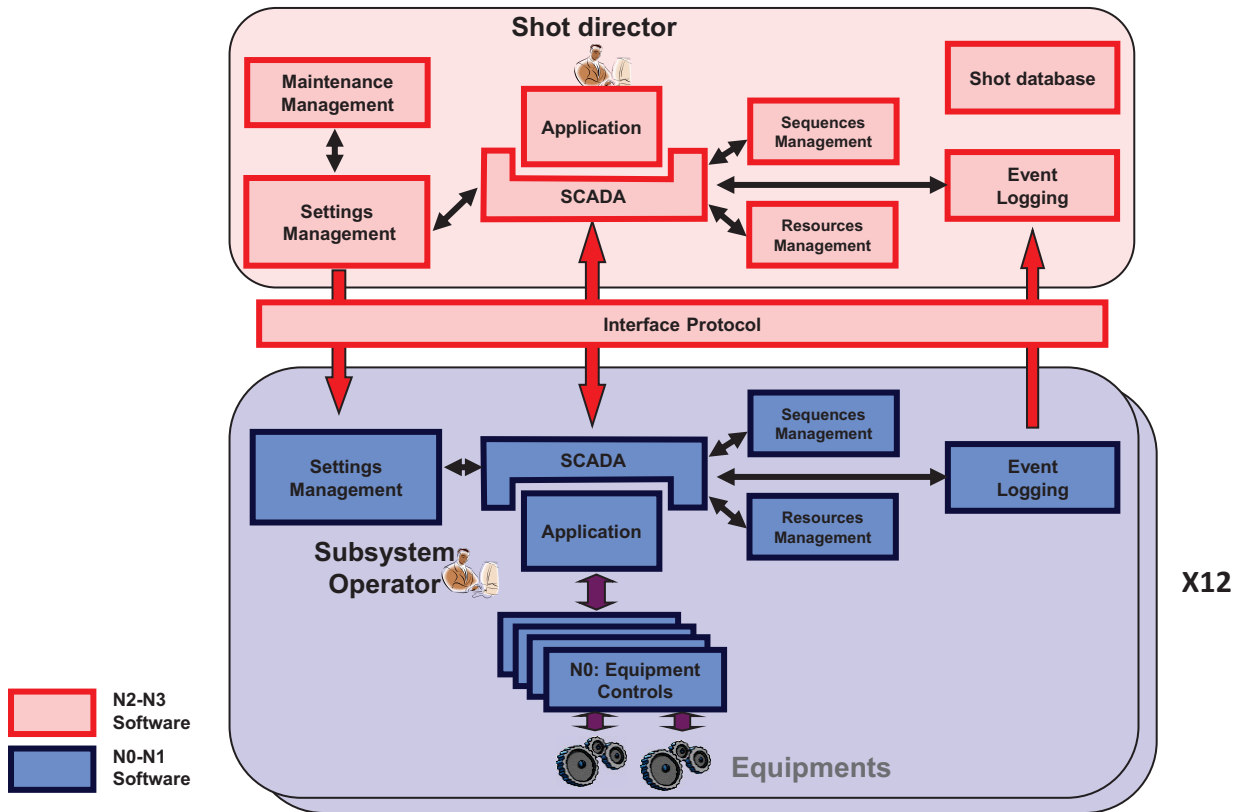 Shot director
Maintenance
Management
Shot database
Application
Sequences
Management
Settings
Management
SCADA
Event
Logging
Resources
Management
Interface Protocol
Sequences
Management
Settings
Management
SCADA
Event
Logging
Application
Resources
Management
Subsystem
Operator
X12
N0: Equipment
Controls
Equipments
N2-N3
Software
N0-N1
Software